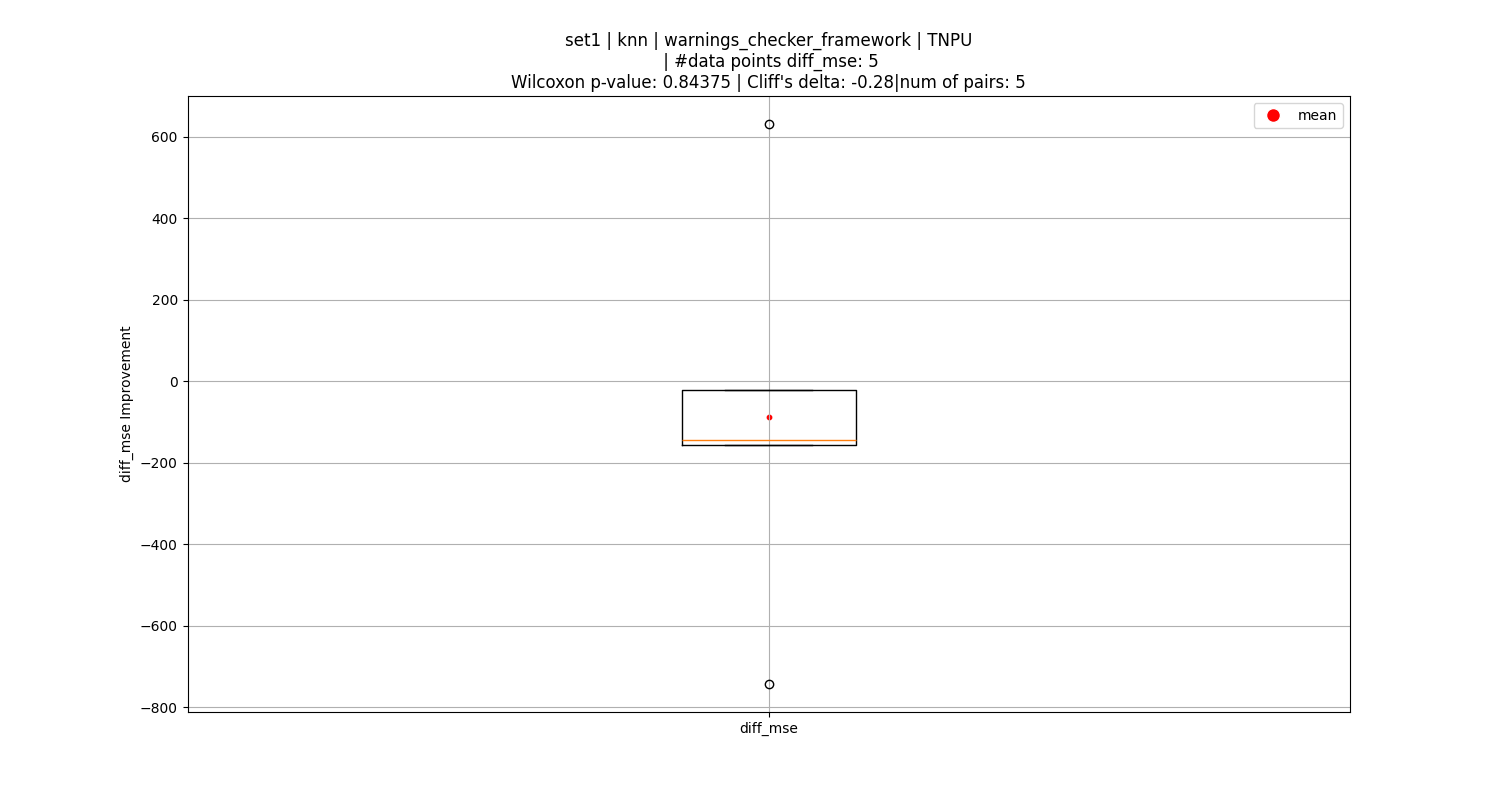 set1 | knn | warnings_checker_framework | TNPU
| #data points diff_mse: 5
Wilcoxon p-value: 0.84375 | Cliff's delta: -0.28|num of pairs: 5
mean
600
400
200
0
−200
−400
−600
−800
diff_mse Improvement
diff_mse